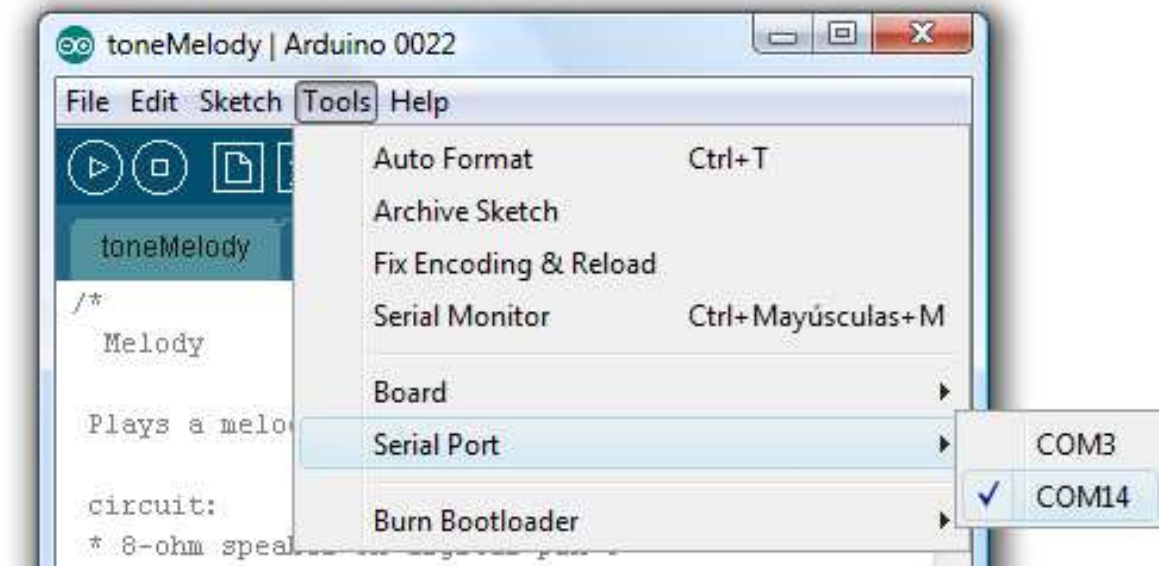 toneMelody | Arduino 0022
File Edit Sketch Tools Help
Auto Format Ctrl+T
Archive Sketch
toneMelody
Fix Encoding & Reload
/*
Serial Monitor Ctrl+Mayúsculas+M
Melody
Board
Plays a melo
Serial Port
COM3
COM14
circuit:
Burn Bootloader
* 8-ohm spea